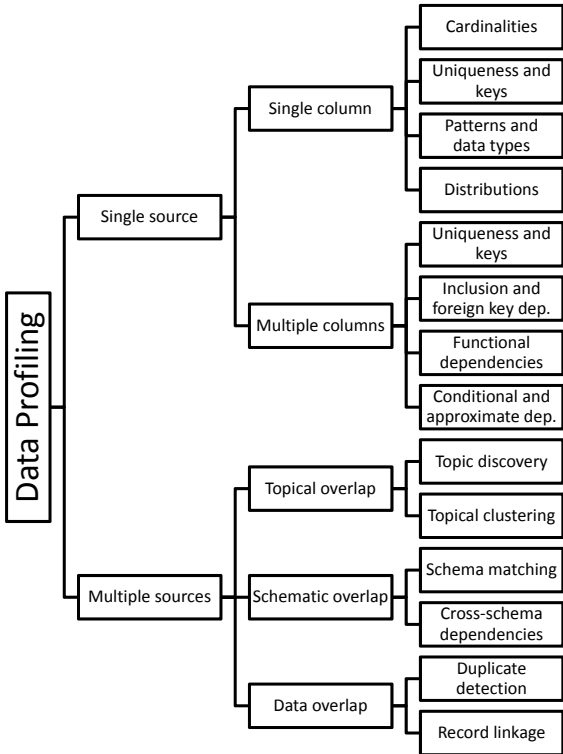 Data Profiling
Single source
Single column
Cardinalities
Uniqueness and
keys
Patterns and
data types
Distributions
Multiple columns
Uniqueness and
keys
Inclusion and
foreign key dep.
Functional
dependencies
Conditional and
approximate dep.
Multiple sources
Topical overlap
Topic discovery
Topical clustering
Schematic overlap
Schema matching
Cross-schema
dependencies
Data overlap
Duplicate
detection
Record linkage